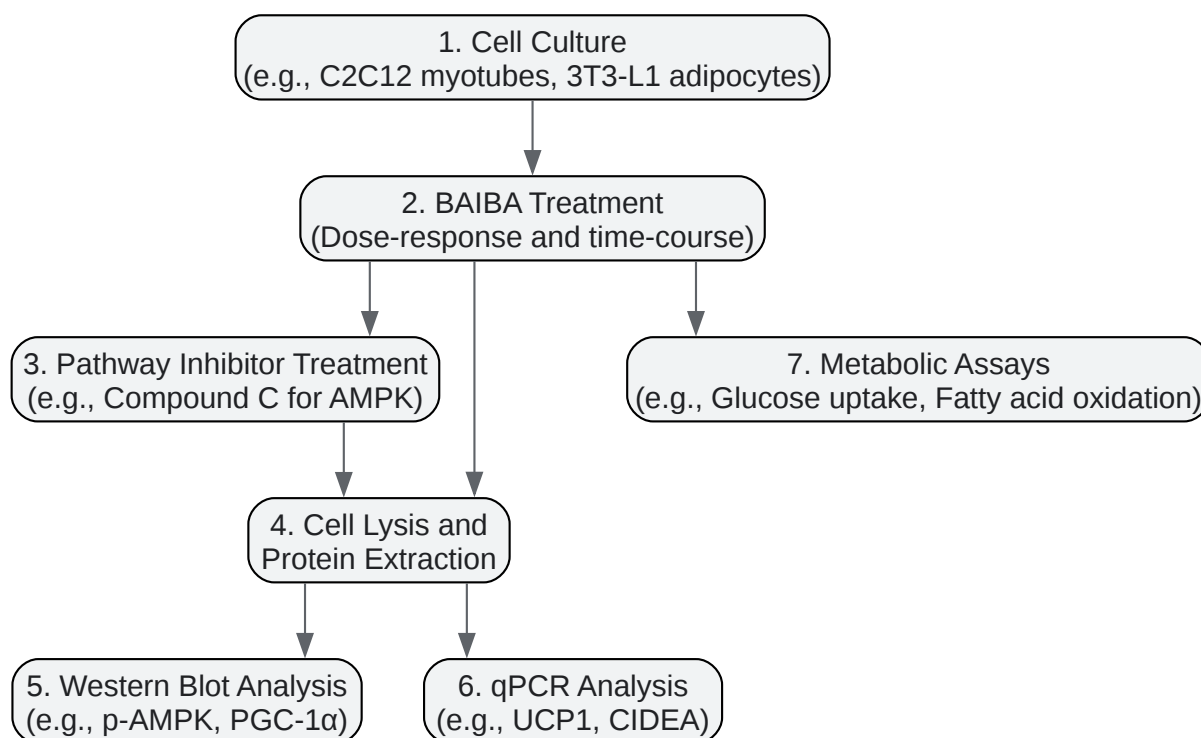 1. Cell Culture
(e.g., C2C12 myotubes, 3T3-L1 adipocytes)
2. BAIBA Treatment
(Dose-response and time-course)
3. Pathway Inhibitor Treatment
(e.g., Compound C for AMPK)
7. Metabolic Assays
(e.g., Glucose uptake, Fatty acid oxidation)
4. Cell Lysis and
Protein Extraction
5. Western Blot Analysis
(e.g., p-AMPK, PGC-1α)
6. qPCR Analysis
(e.g., UCP1, CIDEA)